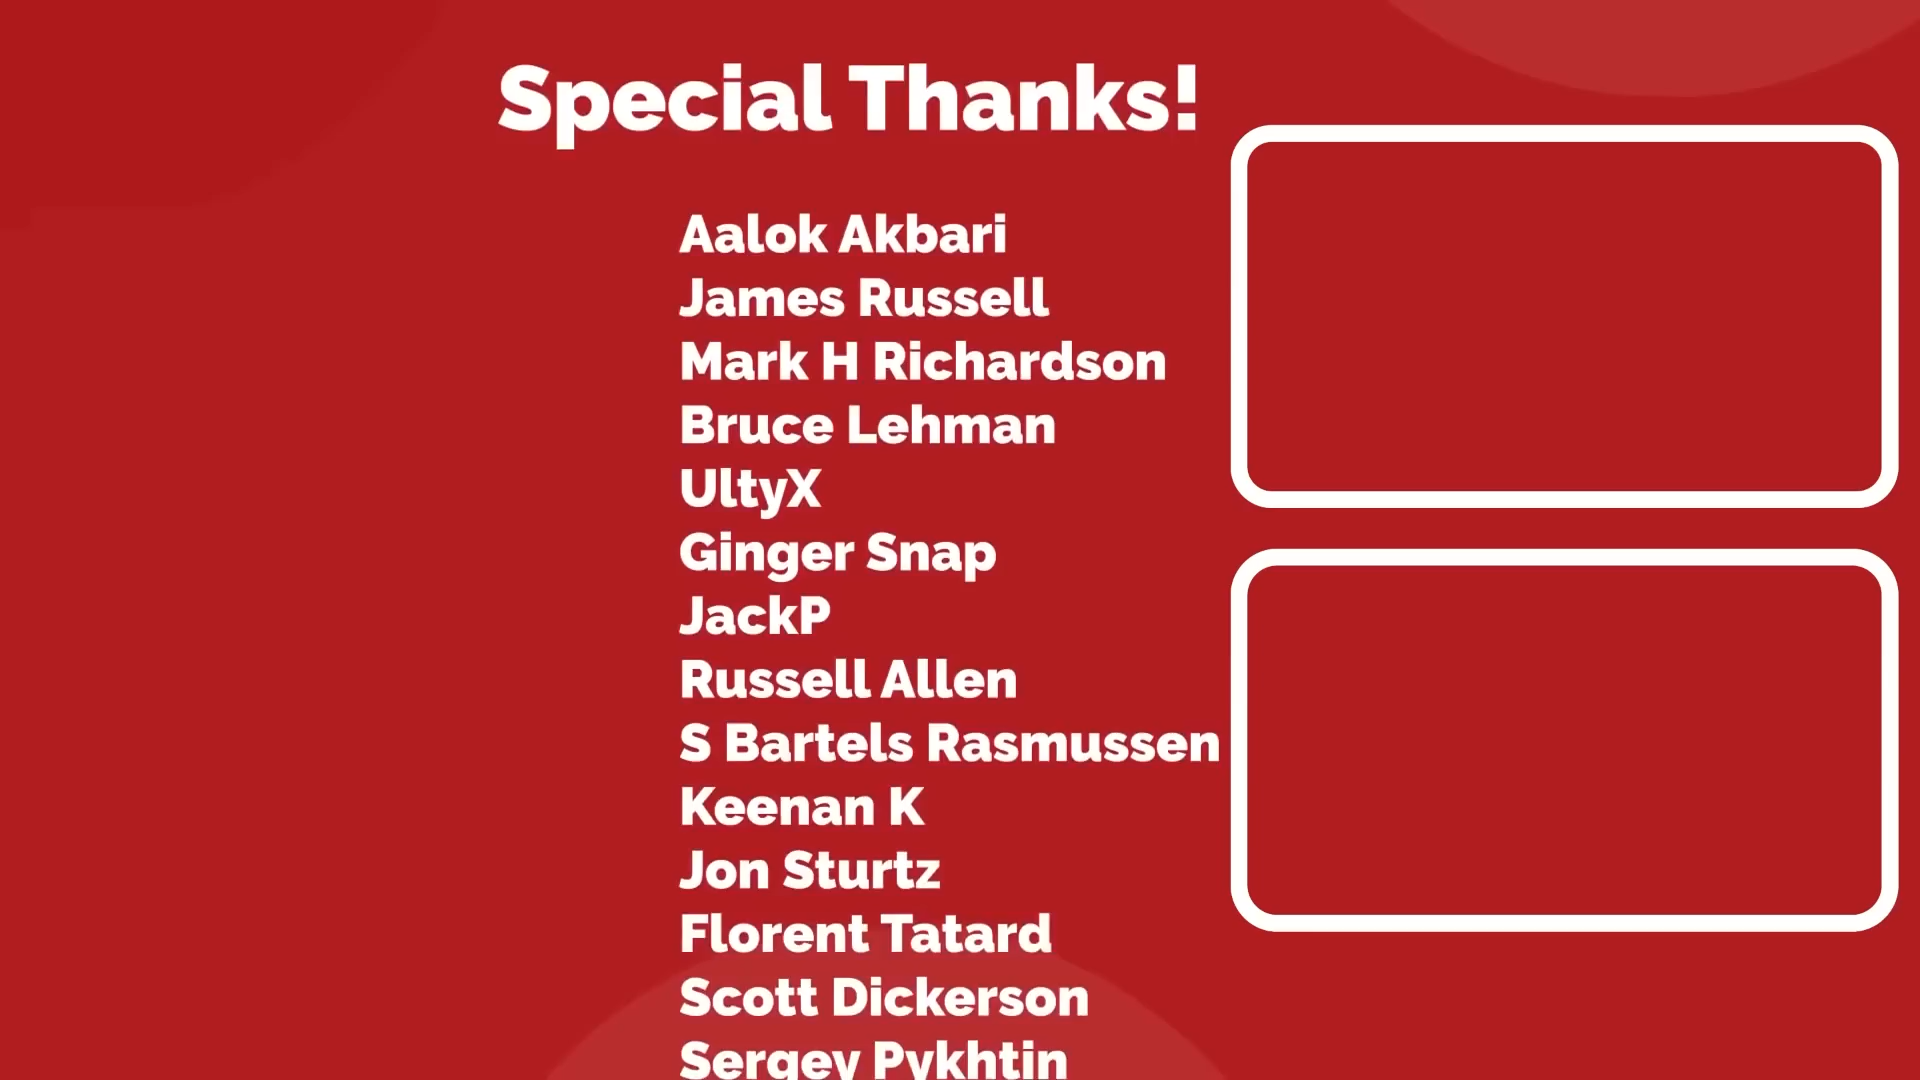 Special Thanks!
Aalok Akbari
James Russell
Mark H Richardson
Bruce Lehman
UltyX
Ginger Snap
JackP
Russell Allen
S Bartels Rasmussen
Keenan K
Jon Sturtz
Florent Tatard
Scott Dickerson
Sergey Pykhtin